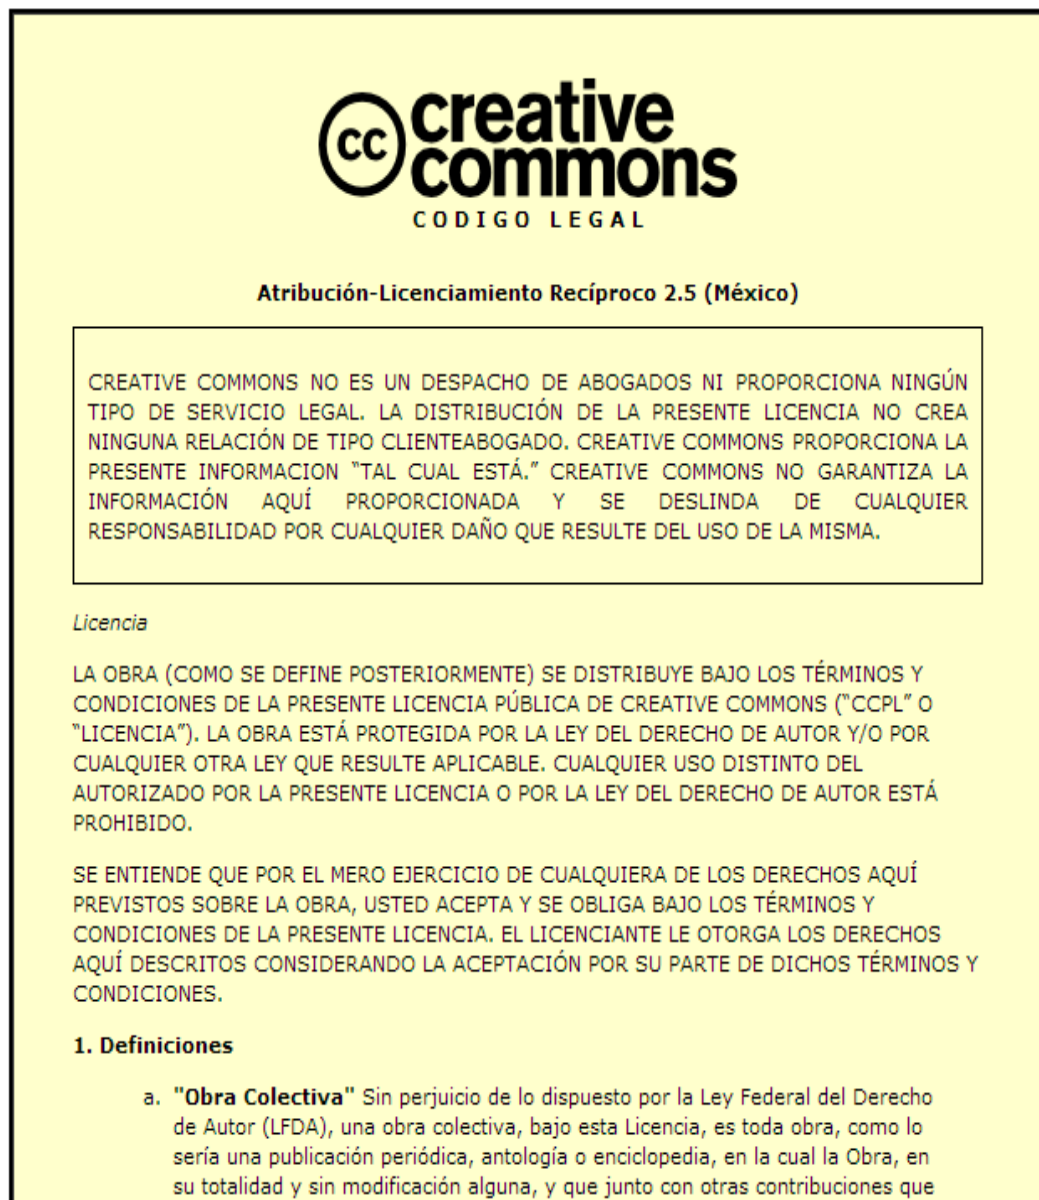 cc creative
commons
CODIGO LEGAL
Atribución-Licenciamiento Recíproco 2.5 (México)
CREATIVE COMMONS NO ES UN DESPACHO DE ABOGADOS NI PROPORCIONA NINGÚN
TIPO DE SERVICIO LEGAL. LA DISTRIBUCIÓN DE LA PRESENTE LICENCIA NO CREA
NINGUNA RELACIÓN DE TIPO CLIENTEABOGADO. CREATIVE COMMONS PROPORCIONA LA
PRESENTE INFORMACION “TAL CUAL ESTÁ.” CREATIVE COMMONS NO GARANTIZA LA
INFORMACIÓN AQUÍ PROPORCIONADA Y SE DESLINDA DE CUALQUIER
RESPONSABILIDAD POR CUALQUIER DAÑO QUE RESULTE DEL USO DE LA MISMA.
Licencia
LA OBRA (COMO SE DEFINE POSTERIORMENTE) SE DISTRIBUYE BAJO LOS TÉRMINOS Y
CONDICIONES DE LA PRESENTE LICENCIA PÚBLICA DE CREATIVE COMMONS (“CCPL” O
“LICENCIA”). LA OBRA ESTÁ PROTEGIDA POR LA LEY DEL DERECHO DE AUTOR Y/O POR
CUALQUIER OTRA LEY QUE RESULTE APLICABLE. CUALQUIER USO DISTINTO DEL
AUTORIZADO POR LA PRESENTE LICENCIA O POR LA LEY DEL DERECHO DE AUTOR ESTÁ
PROHIBIDO.
SE ENTIENDE QUE POR EL MERO EJERCICIO DE CUALQUIERA DE LOS DERECHOS AQUÍ
PREVISTOS SOBRE LA OBRA, USTED ACEPTA Y SE OBLIGA BAJO LOS TÉRMINOS Y
CONDICIONES DE LA PRESENTE LICENCIA. EL LICENCIANTE LE OTORGA LOS DERECHOS
AQUÍ DESCRITOS CONSIDERANDO LA ACEPTACIÓN POR SU PARTE DE DICHOS TÉRMINOS Y
CONDICIONES.
1. Definiciones
a. "Obra Colectiva" Sin perjuicio de lo dispuesto por la Ley Federal del Derecho
de Autor (LFDA), una obra colectiva, bajo esta Licencia, es toda obra, como lo
sería una publicación periódica, antología o enciclopedia, en la cual la Obra, en
su totalidad y sin modificación alguna, y que junto con otras contribuciones que